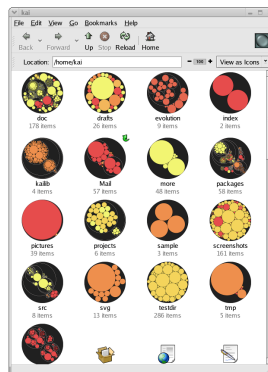 kai
File Edit View Go Bookmarks Help
Back Forward Up Stop Reload Home
Location: /home/kai 100 View as Icons
doc drafts evolution index
178 items 26 items 9 items 2 items
kailib Mail more packages
4 items 57 items 48 items 58 items
pictures projects sample screenshots
39 items 6 items 3 items 161 items
src svg testdir tmp
8 items 13 items 286 items 5 items